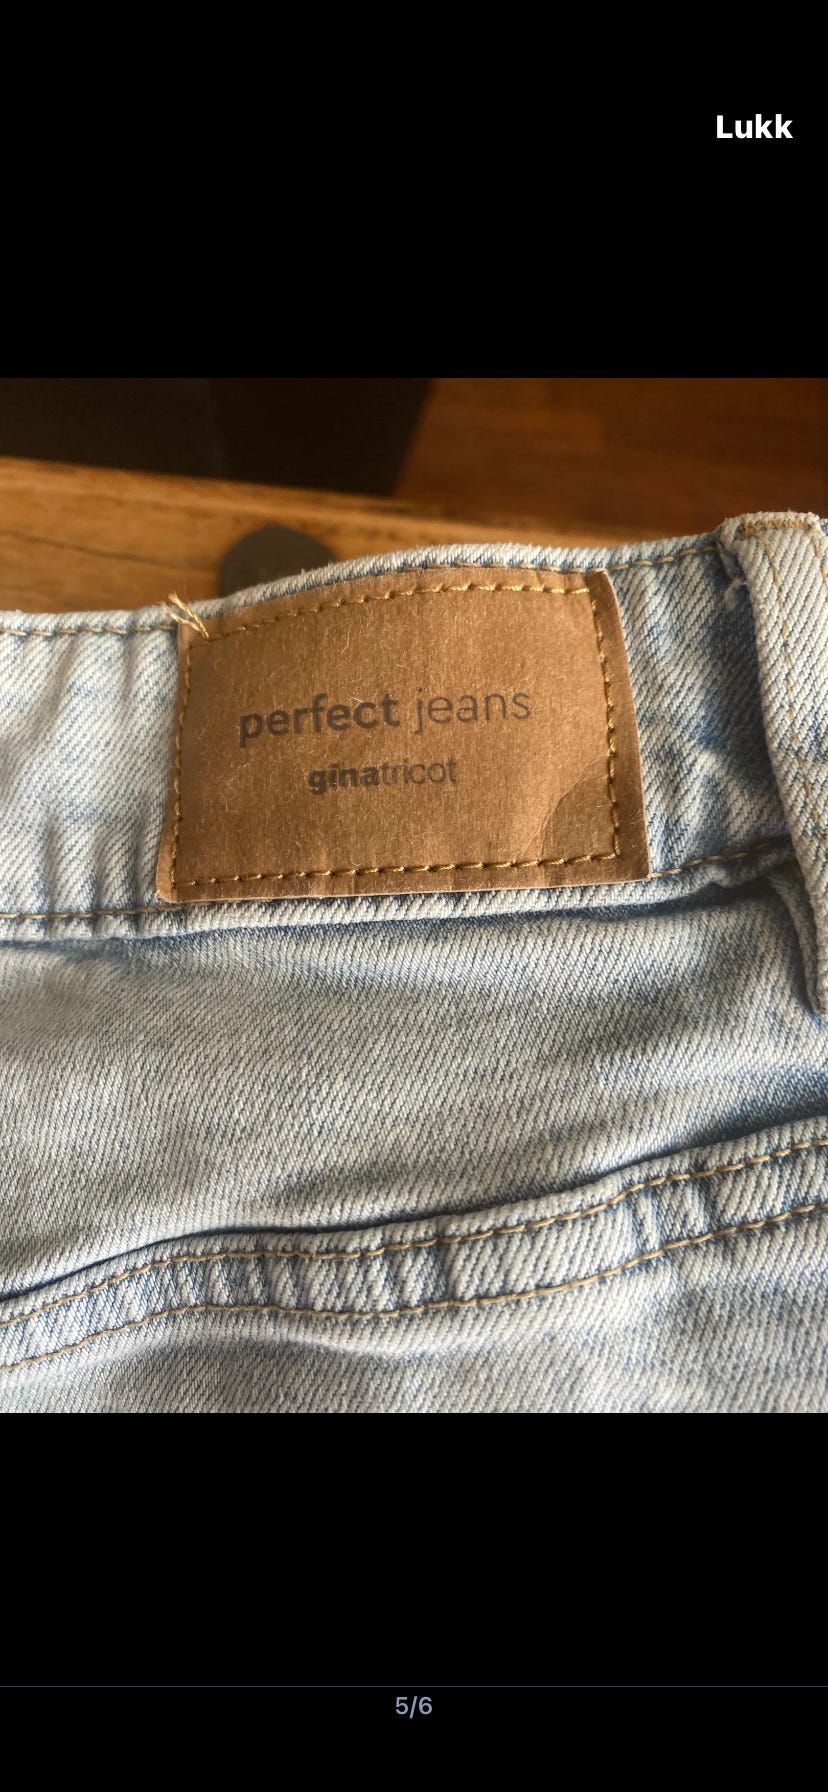 Lukk
perfect jeans
ginatricot
5/6